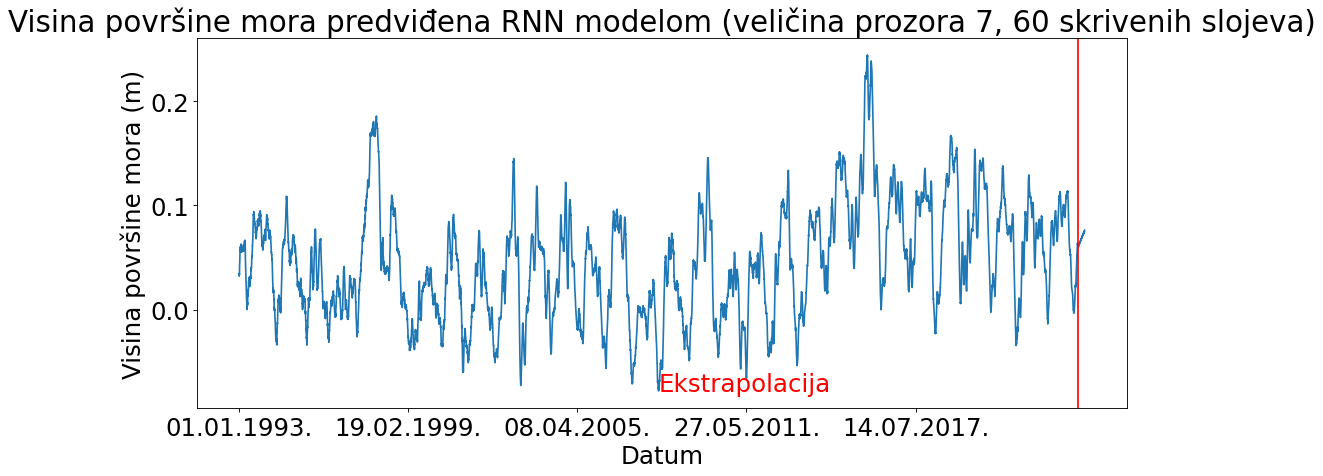 Visina površine mora predviđena RNN modelom (veličina prozora 7, 60 skrivenih slojeva)
Visina površine mora (m)
0.2
0.1
0.0
Ekstrapolacija
01.01.1993. 19.02.1999. 08.04.2005. 27.05.2011. 14.07.2017.
Datum